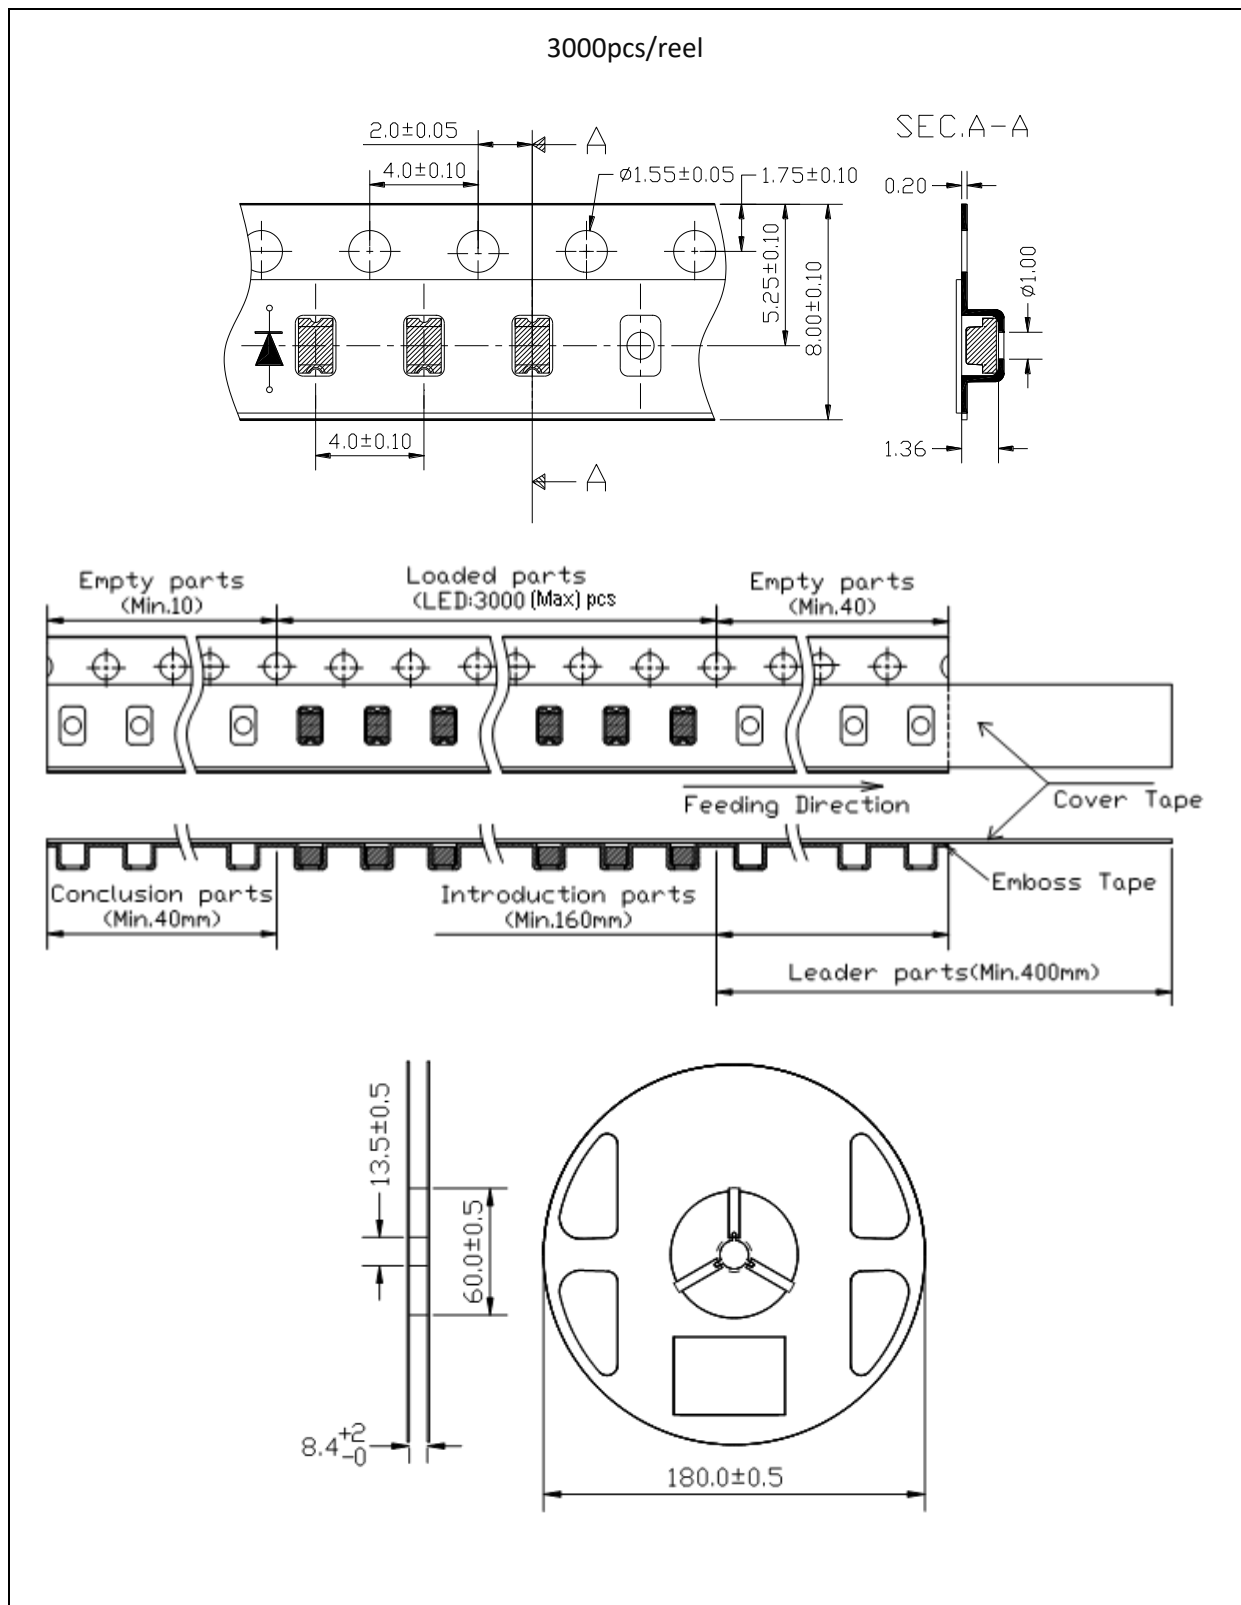 3000pcs/reel
SEC.A-A
2.0±0.05
A
4.0±0.10
ø1.55±0.05
1.75±0.10
0.20
5.25±0.10
8.00±0.10
ø1.00
4.0±0.10
1.36
A
Empty parts
(Min.10)
Loaded parts
(LED:3000 (Max) pcs
Empty parts
(Min.40)
Feeding Direction
Cover Tape
Conclusion parts
(Min.40mm)
Introduction parts
(Min.160mm)
Emboss Tape
Leader parts(Min.400mm)
13.5±0.5
60.0±0.5
8.4+2-0
180.0±0.5